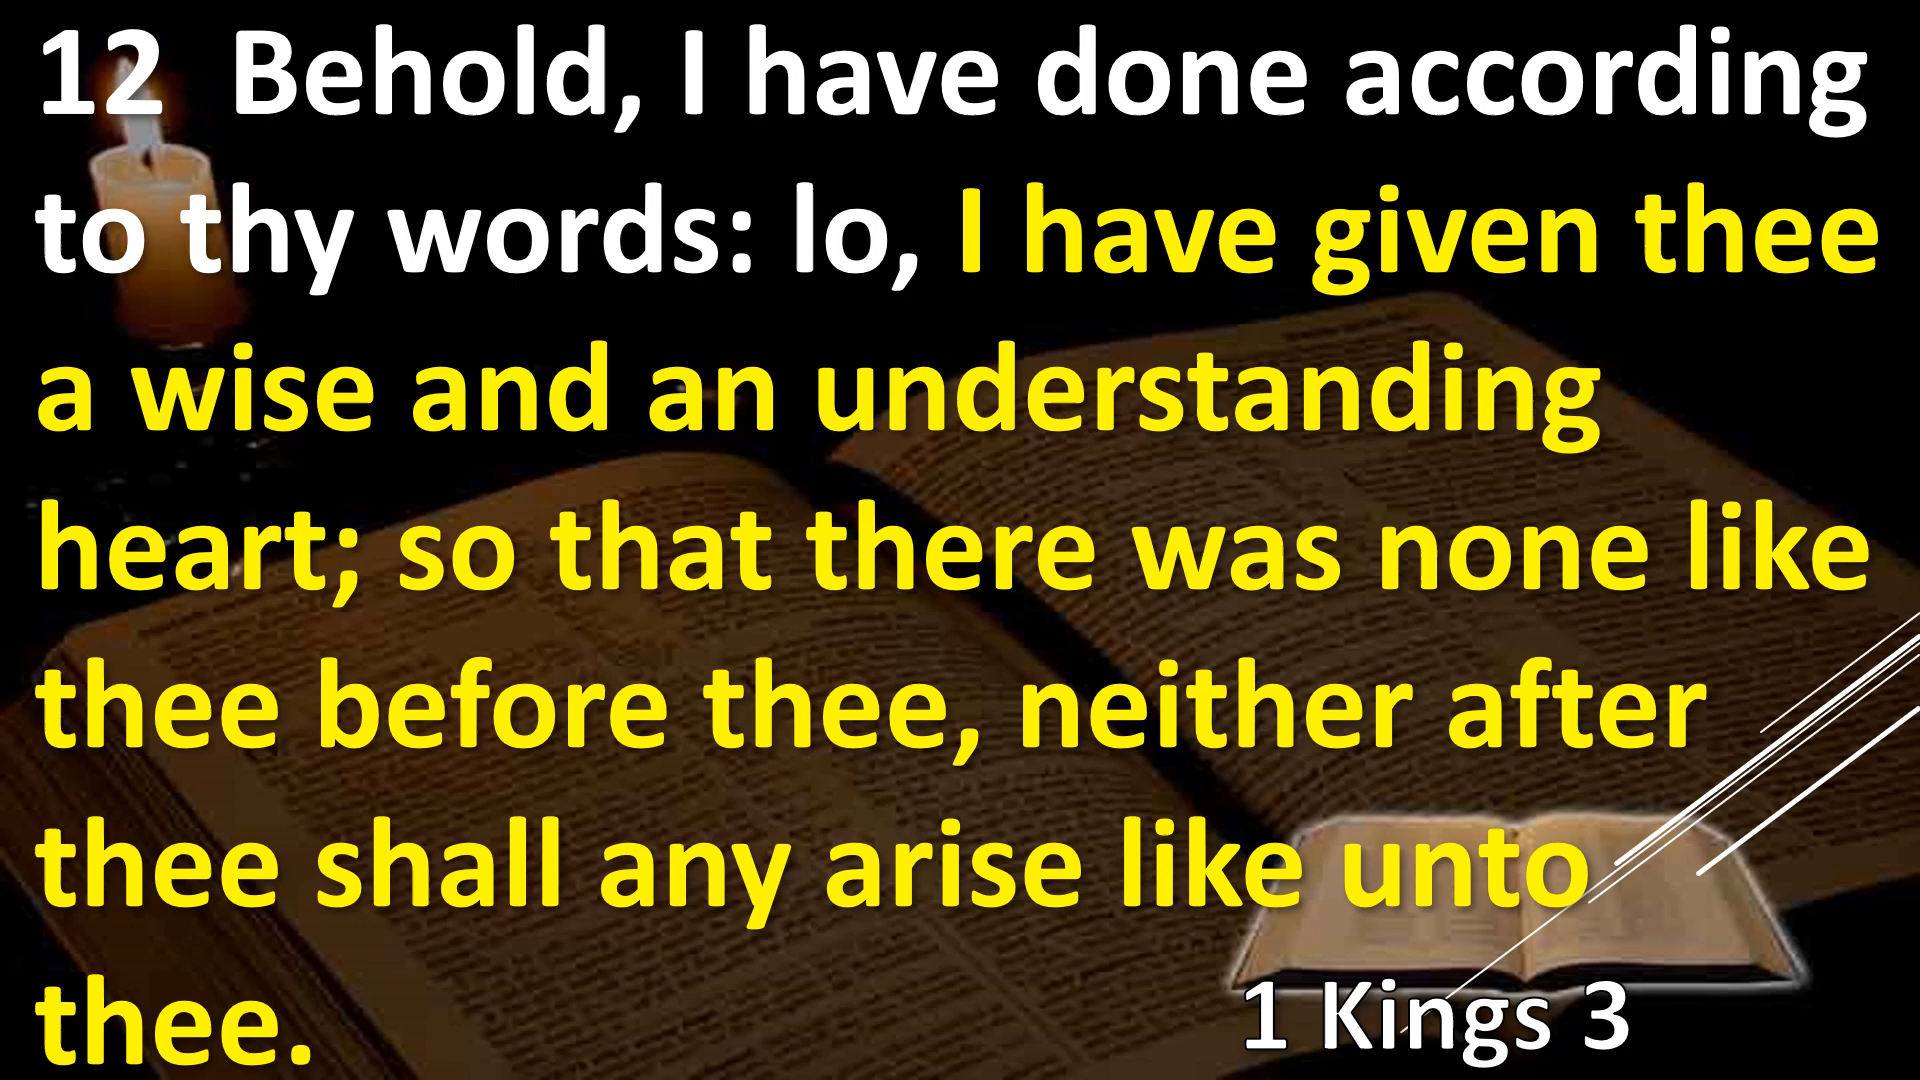 12 Behold, I have done according
to thy words: lo, I have given thee
a wise and an understanding
heart; so that there was none like
thee before thee, neither after
thee shall any arise like unto
thee.
1 Kings 3